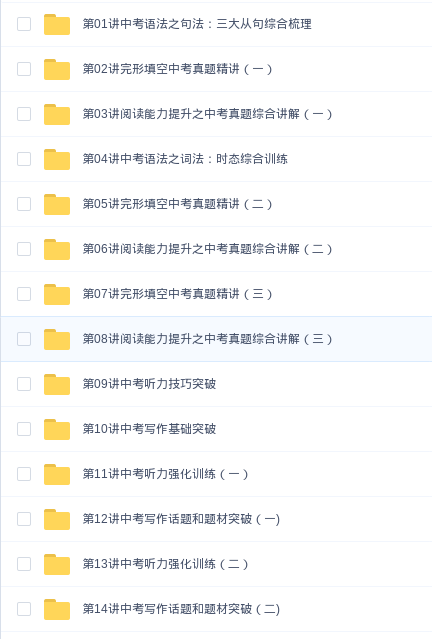 第01讲中考语法之句法：三大从句综合梳理
第02讲完形填空中考真题精讲（一）
第03讲阅读能力提升之中考真题综合讲解（一）
第04讲中考语法之词法：时态综合训练
第05讲完形填空中考真题精讲（二）
第06讲阅读能力提升之中考真题综合讲解（二）
第07讲完形填空中考真题精讲（三）
第08讲阅读能力提升之中考真题综合讲解（三）
第09讲中考听力技巧突破
第10讲中考写作基础突破
第11讲中考听力强化训练（一）
第12讲中考写作话题和题材突破（一)
第13讲中考听力强化训练（二）
第14讲中考写作话题和题材突破（二)